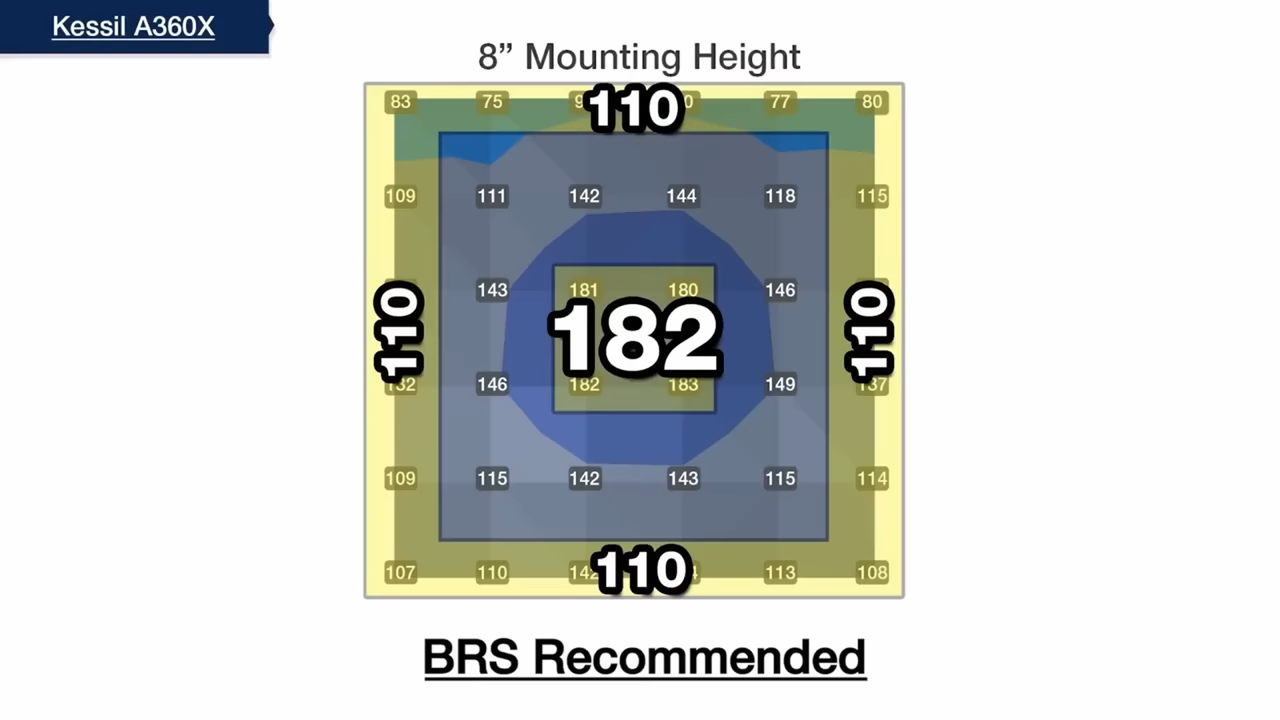 Kessil A360X
8” Mounting Height
83 75 110 77 80
109 111 142 144 118 115
143 181 180 146
110 182 110
132 146 182 183 149 137
109 115 142 143 115 114
107 110 110 113 108
BRS Recommended